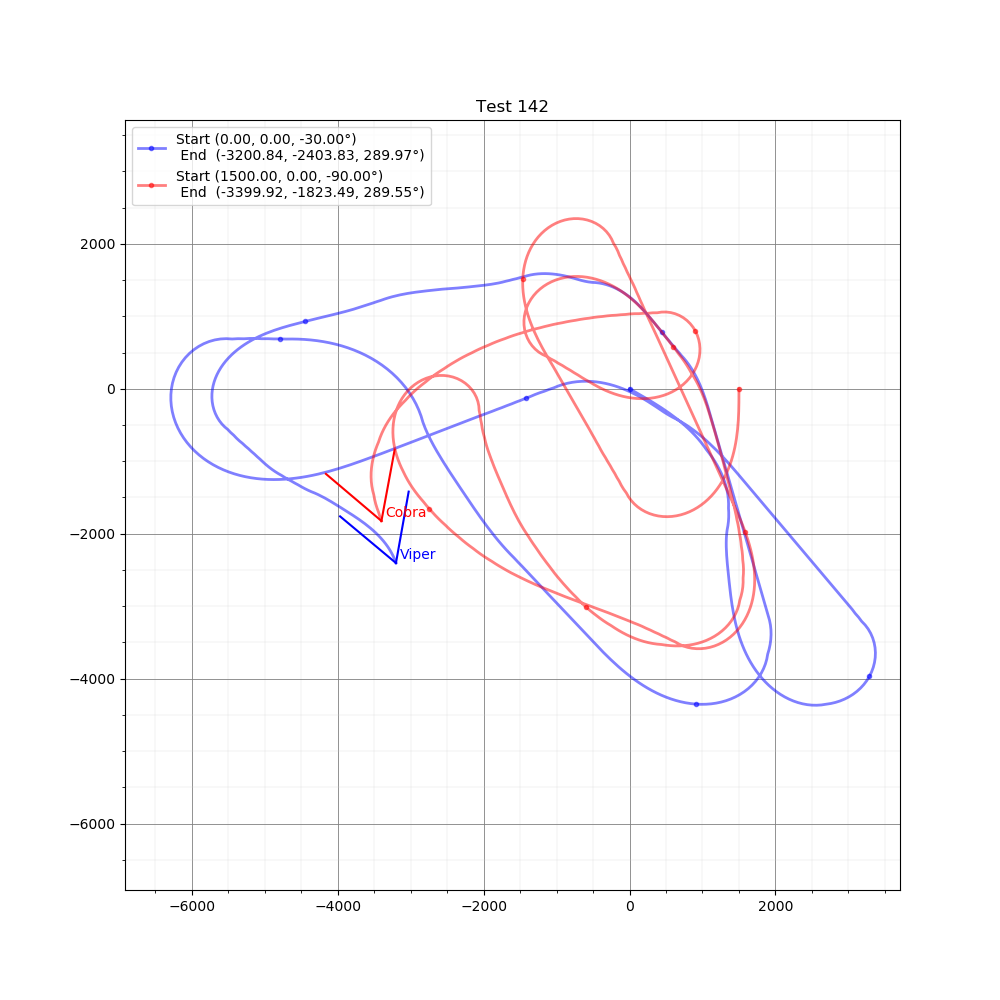 Test 142
Start (0.00, 0.00, -30.00°)
End (-3200.84, -2403.83, 289.97°)
Start (1500.00, 0.00, -90.00°)
End (-3399.92, -1823.49, 289.55°)
2000
0
−2000
−4000
−6000
Cobra
Viper
−6000
−4000
−2000
0
2000